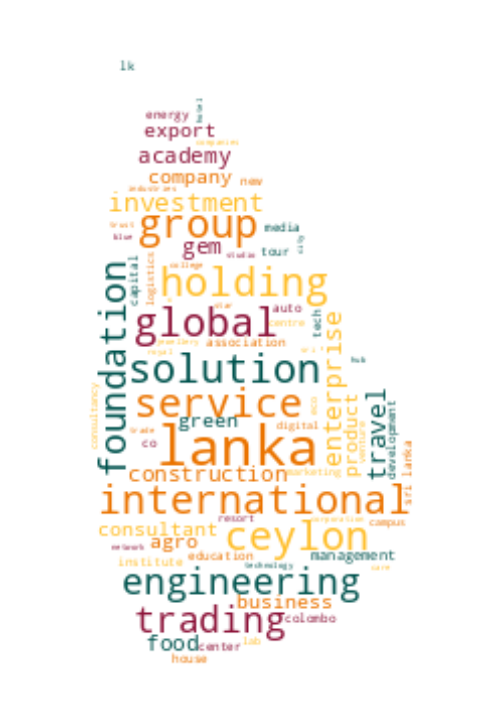 lk
energy
hotel
export
companies
academy
company
new
industries
investment
trust
group
media
blue
gem
city
studio
tour
foundation
capital
logistics
college
holding
star
auto
global
centre
tech
enterprise
jewellery
association
royal
sri
hub
solution
consultancy
service
eco
product
venture
travel
development
green
trade
digital
co
lanka
sri lanka
construction
marketing
international
resort
corporation
campus
consultant
ceylon
agro
network
education
management
institute
technology
care
engineering
business
trading
colombo
food
center
lab
house